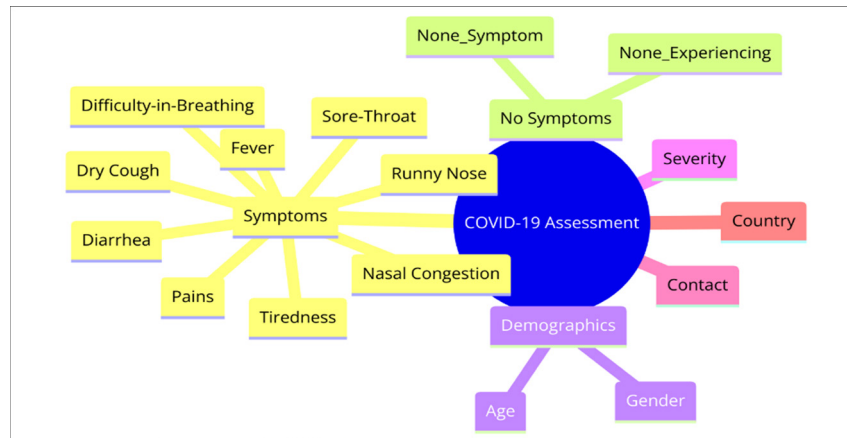 None_Symptom
None_Experiencing
Difficulty-in-Breathing
Sore-Throat
No Symptoms
Fever
Severity
Dry Cough
Runny Nose
Symptoms
COVID-19 Assessment
Country
Diarrhea
Nasal Congestion
Contact
Pains
Tiredness
Demographics
Age
Gender